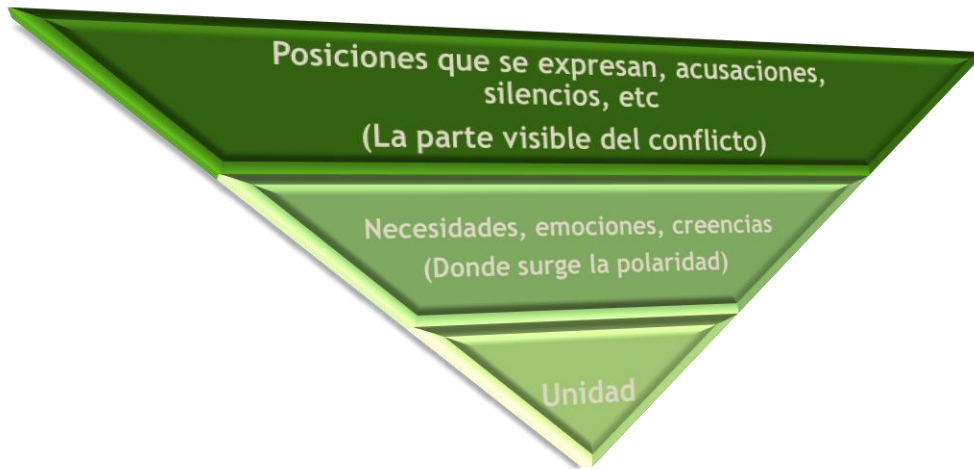 Posiciones que se expresan, acusaciones,
silencios, etc
(La parte visible del conflicto)
Necesidades, emociones, creencias
(Donde surge la polaridad)
Unidad